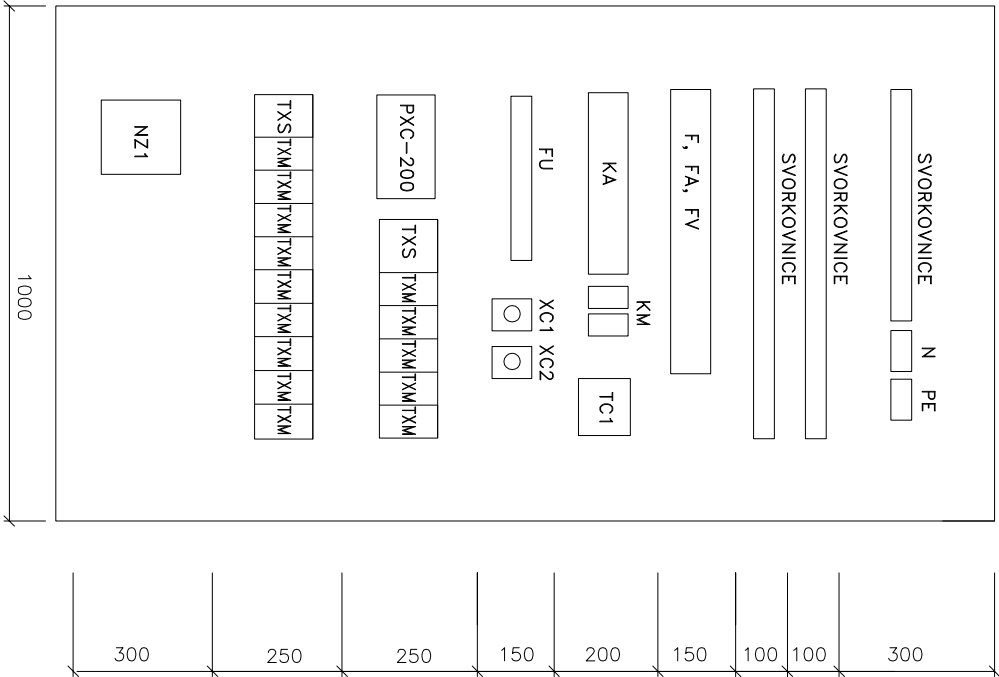 NZ1
TXS
TXM
TXM
TXM
TXM
TXM
TXM
TXM
TXM
TXM
PXC-200
TXS
TXM
TXM
TXM
TXM
TXM
FU
XC1
XC2
KA
KM
TC1
F, FA, FV
SVORKOVNICE
SVORKOVNICE
SVORKOVNICE
N
PE
1000
300
250
250
150
200
150
100
100
300